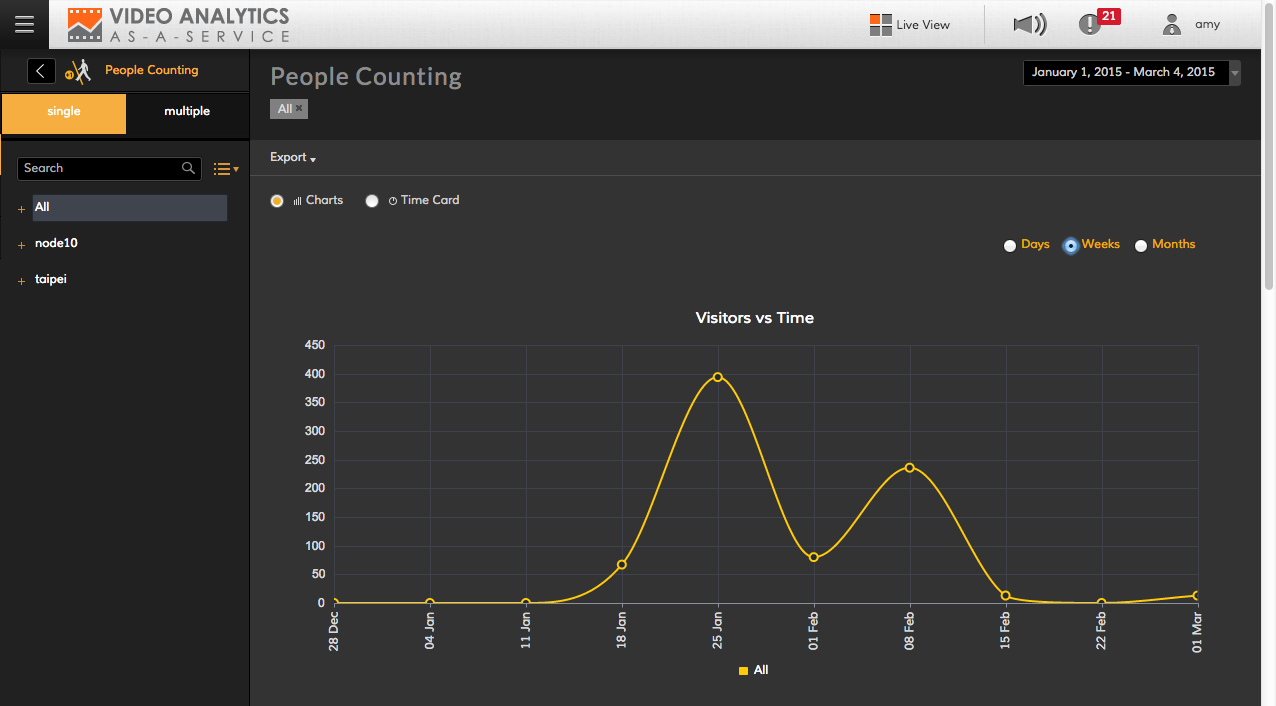 VIDEO ANALYTICS
AS-A-SERVICE
Live View
21
amy
People Counting
single
multiple
Search
All
node10
taipei
People Counting
January 1, 2015 - March 4, 2015
All ×
Export
Charts
Time Card
Days
Weeks
Months
Visitors vs Time
450
400
350
300
250
200
150
100
50
0
28 Dec
04 Jan
11 Jan
18 Jan
25 Jan
01 Feb
08 Feb
15 Feb
22 Feb
01 Mar
All